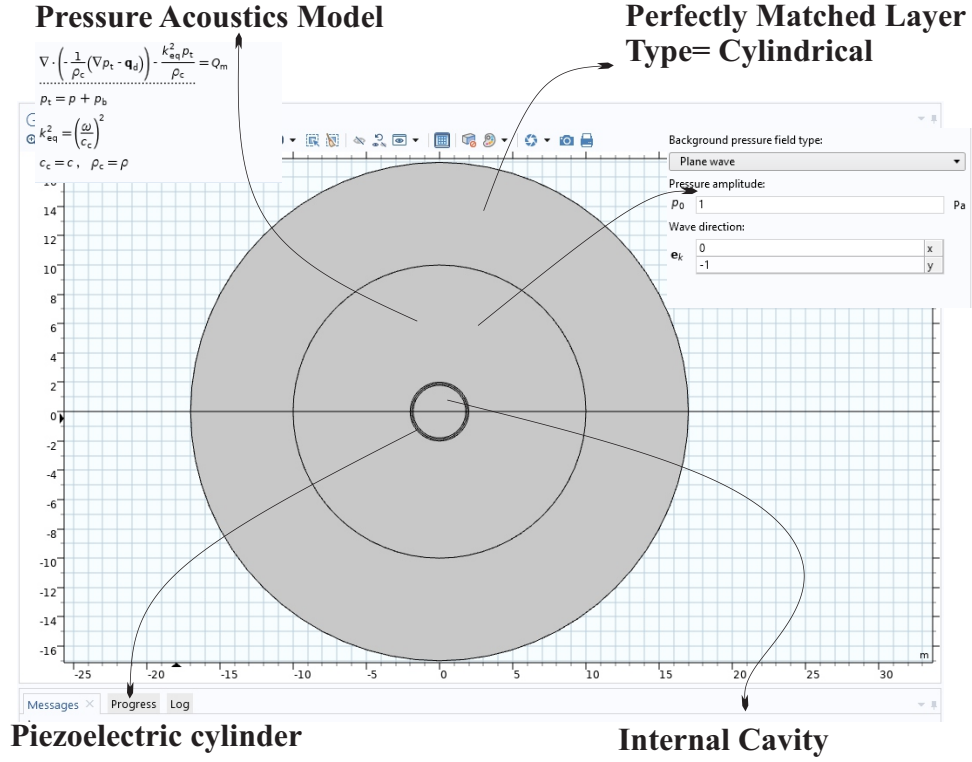 Pressure Acoustics Model
Perfectly Matched Layer
Type= Cylindrical
∇·(-1/ρc(∇pt - qd)) - k²eq pt/ρc = Qm
pt = p + pb
k²eq = (ω/cc)²
cc = c , ρc = ρ
Background pressure field type:
Plane wave
Pressure amplitude:
p0 1 Pa
Wave direction:
ek
0 x
-1 y
14
12
10
8
6
4
2
0
-2
-4
-6
-8
-10
-12
-14
-16
m
-25 -20 -15 -10 -5 0 5 10 15 20 25 30
Messages Progress Log
Piezoelectric cylinder
Internal Cavity